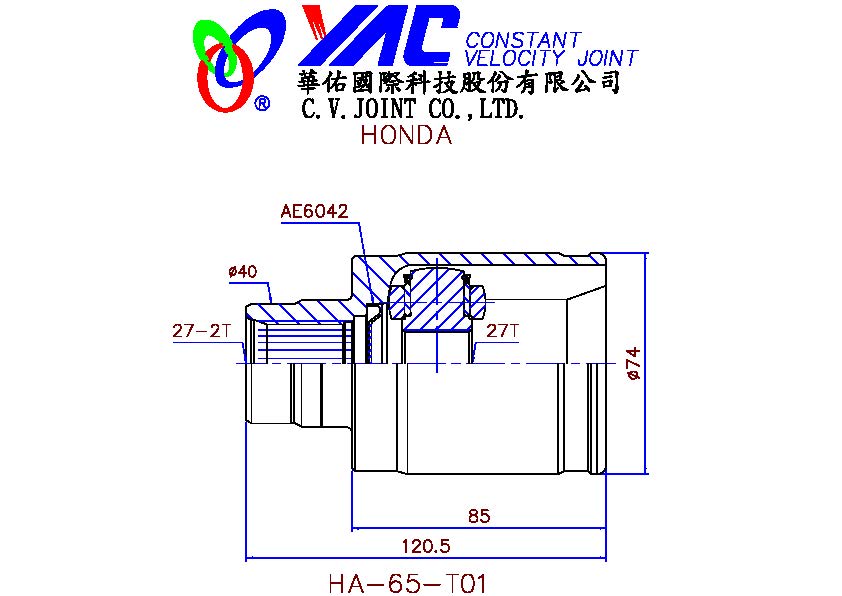 YAC CONSTANT
VELOCITY JOINT
®
華佑國際科技股份有限公司
C.V.JOINT CO.,LTD.
HONDA
AE6042
ø40
27-2T
27T
ø74
85
120.5
HA-65-T01